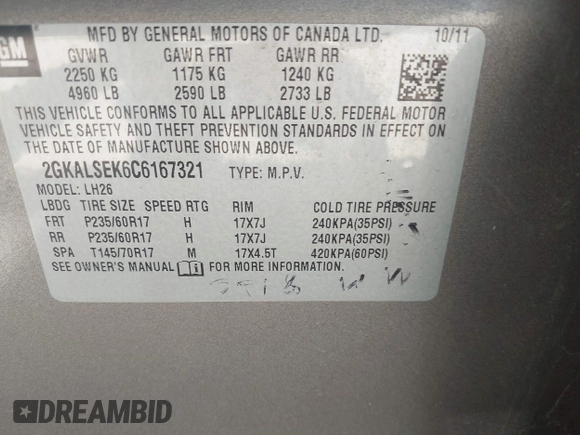 GM
MFD BY GENERAL MOTORS OF CANADA LTD. 10/11
GVWR GAWR FRT GAWR RR
2250 KG 1175 KG 1240 KG
4960 LB 2590 LB 2733 LB
THIS VEHICLE CONFORMS TO ALL APPLICABLE U.S. FEDERAL MOTOR
VEHICLE SAFETY AND THEFT PREVENTION STANDARDS IN EFFECT ON
THE DATE OF MANUFACTURE SHOWN ABOVE.
2GKALSEK6C6167321 TYPE: M.P.V.
MODEL: LH26
LBDG TIRE SIZE SPEED RTG RIM COLD TIRE PRESSURE
FRT P235/60R17 H 17X7J 240KPA(35PSI)
RR P235/60R17 H 17X7J 240KPA(35PSI)
SPA T145/70R17 M 17X4.5T 420KPA(60PSI)
SEE OWNER'S MANUAL FOR MORE INFORMATION.
DREAMBID